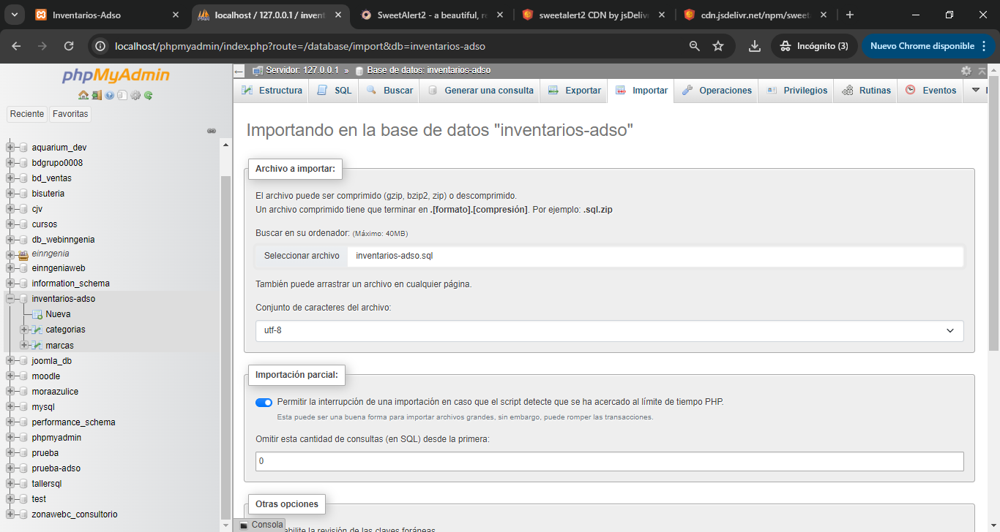 Inventarios-Adso
localhost / 127.0.0.1 / invent
SweetAlert2 - a beautiful, re
sweetalert2 CDN by jsDelivr
cdn.jsdelivr.net/npm/sweet
localhost/phpmyadmin/index.php?route=/database/import&db=inventarios-adso
Incógnito (3)
Nuevo Chrome disponible
phpMyAdmin
Reciente
Favoritas
aquarium_dev
bdgrupo0008
bd_ventas
bisuteria
cjv
cursos
db_webinngenia
einngenia
einngeniaweb
information_schema
inventarios-adso
Nueva
categorias
marcas
joomla_db
moodle
moraazulice
mysql
performance_schema
phpmyadmin
prueba
prueba-adso
tallersql
test
zonawebc_consultorio
Servidor: 127.0.0.1 » Base de datos: inventarios-adso
Estructura
SQL
Buscar
Generar una consulta
Exportar
Importar
Operaciones
Privilegios
Rutinas
Eventos
Importando en la base de datos "inventarios-adso"
Archivo a importar:
El archivo puede ser comprimido (gzip, bzip2, zip) o descomprimido.
Un archivo comprimido tiene que terminar en .[formato].[compresión]. Por ejemplo: .sql.zip
Buscar en su ordenador: (Máximo: 40MB)
Seleccionar archivo
inventarios-adso.sql
También puede arrastrar un archivo en cualquier página.
Conjunto de caracteres del archivo:
utf-8
Importación parcial:
Permitir la interrupción de una importación en caso que el script detecte que se ha acercado al límite de tiempo PHP.
Esta puede ser una buena forma para importar archivos grandes, sin embargo, puede romper las transacciones.
Omitir esta cantidad de consultas (en SQL) desde la primera:
0
Otras opciones
Consola
la revisión de las claves foráneas